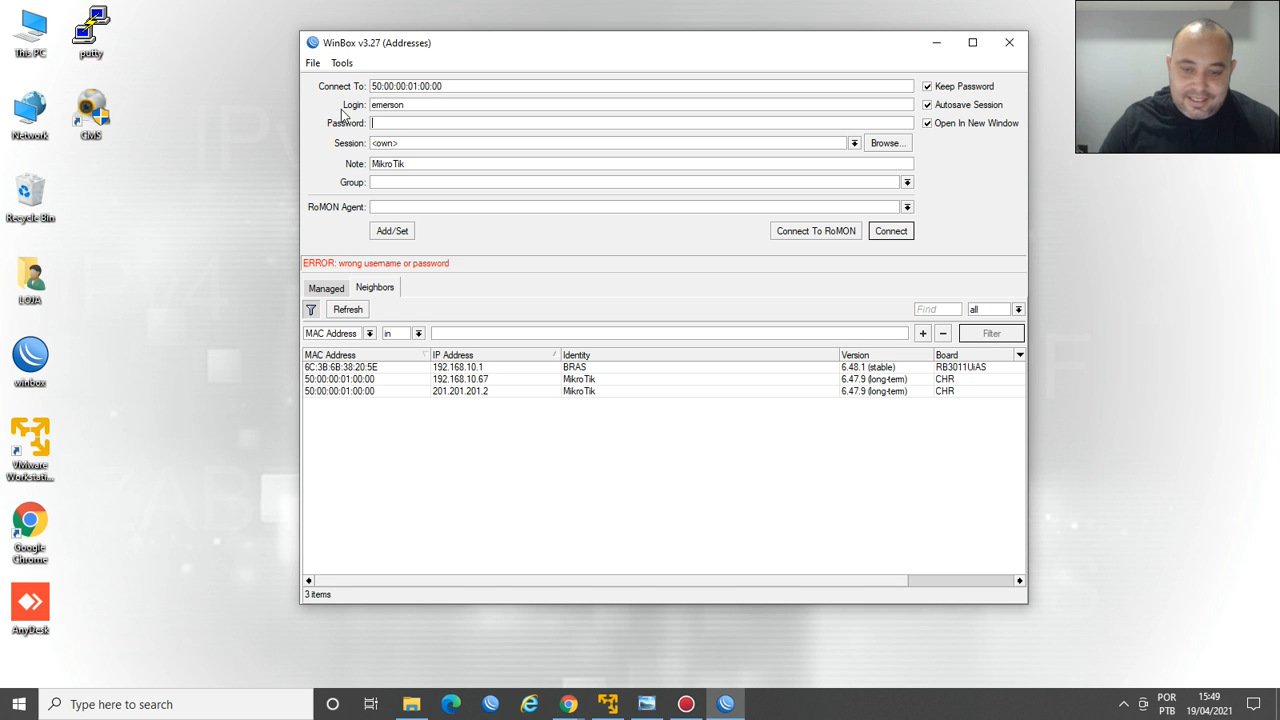 This PC
putty
Network
CMS
Recycle Bin
LOJA
winbox
VMware
Workstati...
Google
Chrome
AnyDesk
WinBox v3.27 (Addresses)
File Tools
Connect To: 50:00:00:01:00:00
Keep Password
Login: emerson
Autosave Session
Password:
Open In New Window
Session: <own>
Browse...
Note: MikroTik
Group:
RoMON Agent:
Add/Set
Connect To RoMON
Connect
ERROR: wrong username or password
Managed Neighbors
Refresh
Find
all
MAC Address in
+ - Filter
MAC Address IP Address Identity Version Board
6C:3B:6B:38:20:5E 192.168.10.1 BRAS 6.48.1 (stable) RB3011UiAS
50:00:00:01:00:00 192.168.10.67 MikroTik 6.47.9 (long-term) CHR
50:00:00:01:00:00 201.201.201.2 MikroTik 6.47.9 (long-term) CHR
3 items
Type here to search
POR
PTB
15:49
19/04/2021